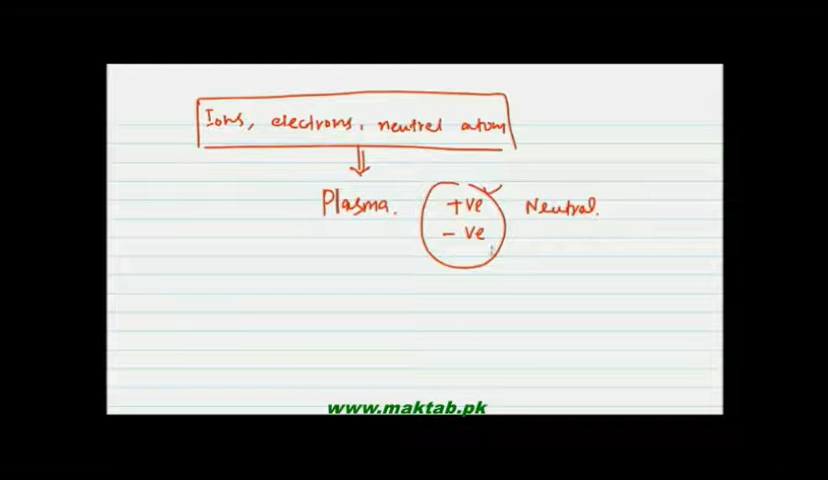 Ions, electrons, neutral atom
Plasma. +ve Neutral.
- ve
www.maktab.pk